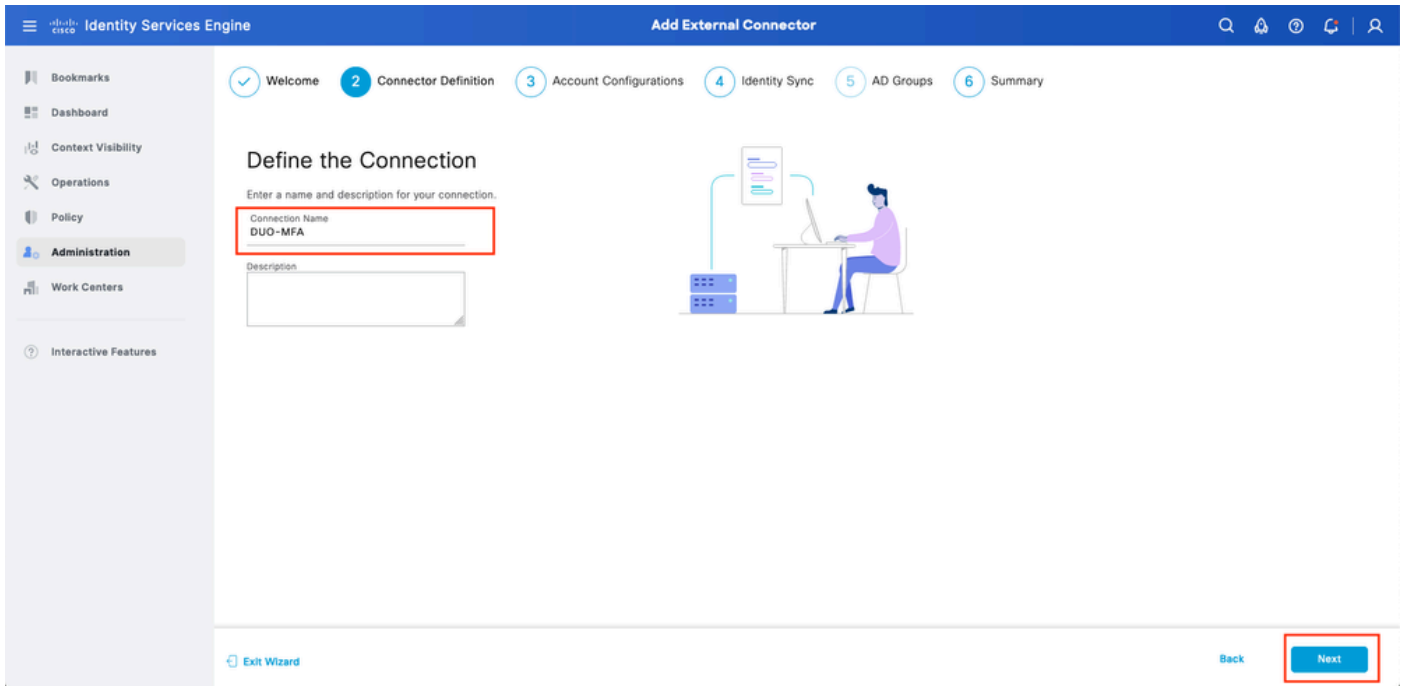 cisco Identity Services Engine
Add External Connector
Bookmarks
Dashboard
Context Visibility
Operations
Policy
Administration
Work Centers
Interactive Features
Welcome
2 Connector Definition
3 Account Configurations
4 Identity Sync
5 AD Groups
6 Summary
Define the Connection
Enter a name and description for your connection.
Connection Name
DUO-MFA
Description
Exit Wizard
Back
Next